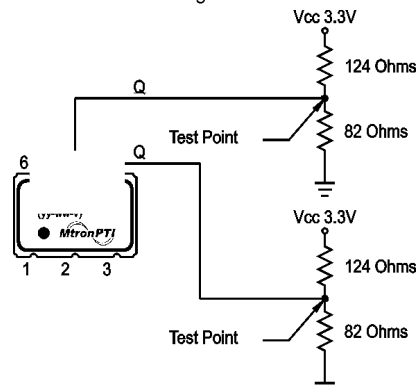 Vcc 3.3V
124 Ohms
Q
Test Point
82 Ohms
6
Q
MtronPTI
1 2 3
Vcc 3.3V
124 Ohms
Test Point
82 Ohms